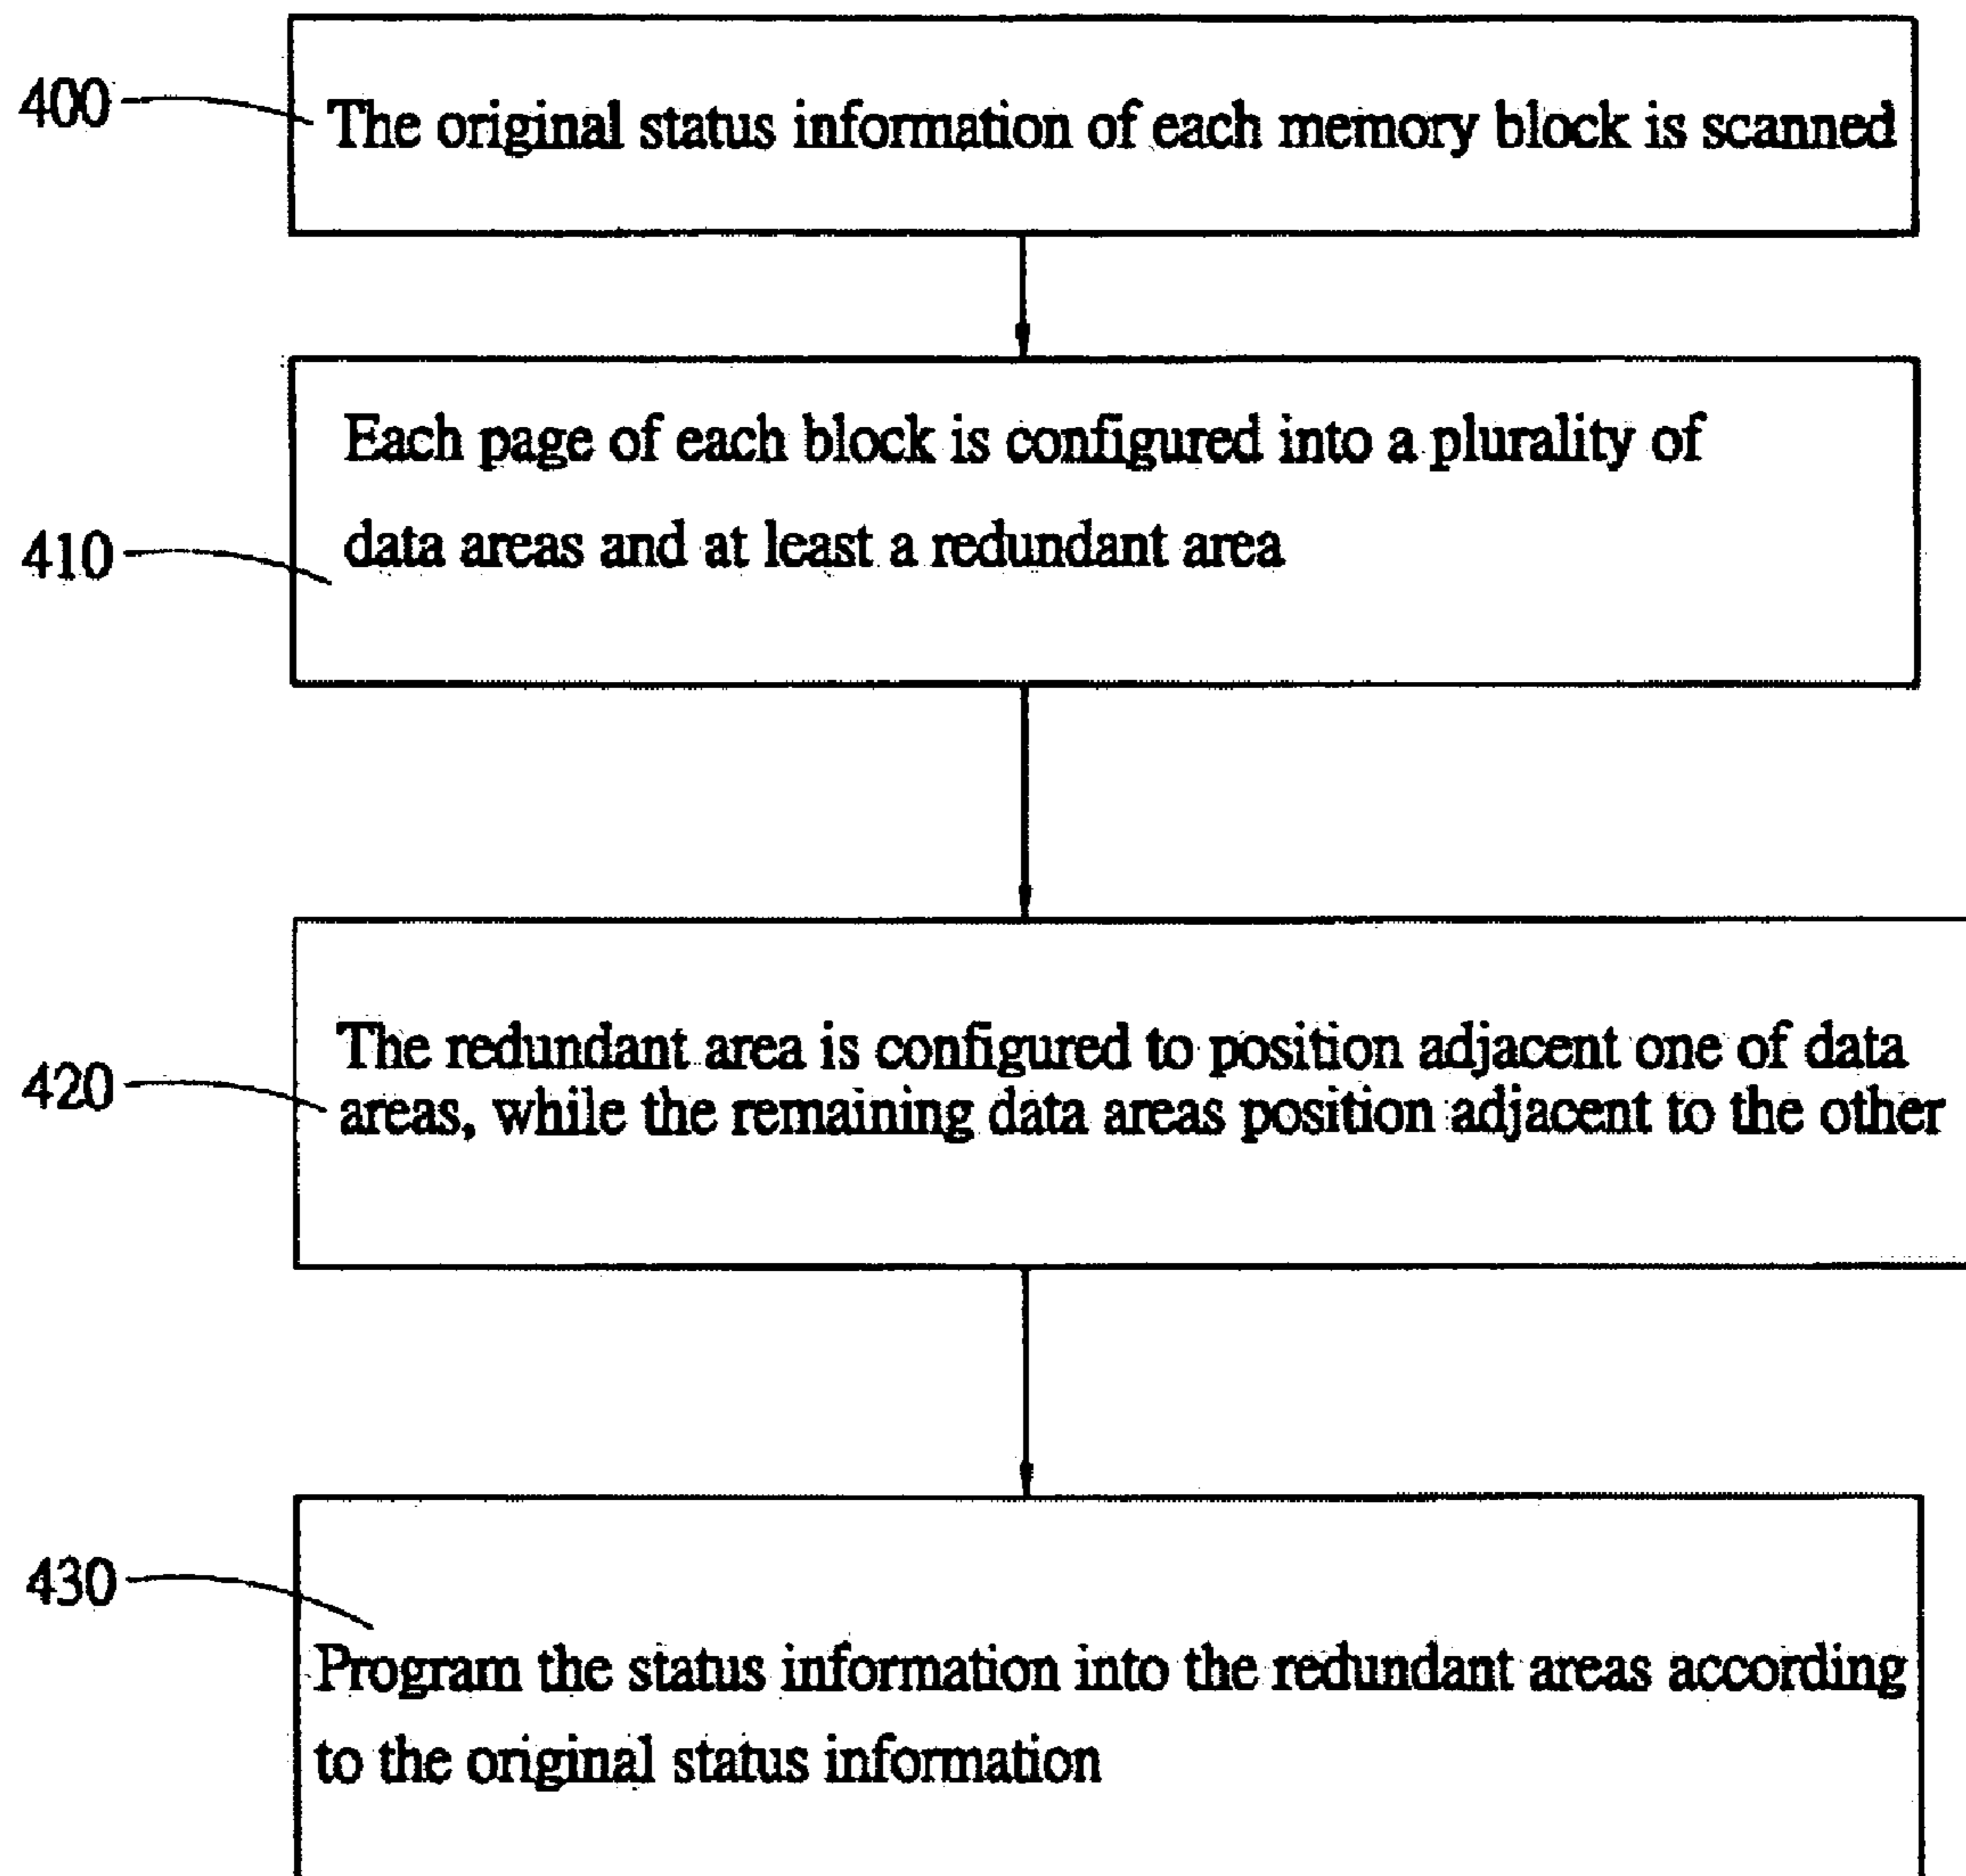 400
The original status information of each memory block is scanned
Each page of each block is configured into a plurality of
410
data areas and at least a redundant area
The redundant area is configured to position adjacent one of data
420
areas, while the remaining data areas position adjacent to the other
430
Program the status information into the redundant areas according
to the original status information